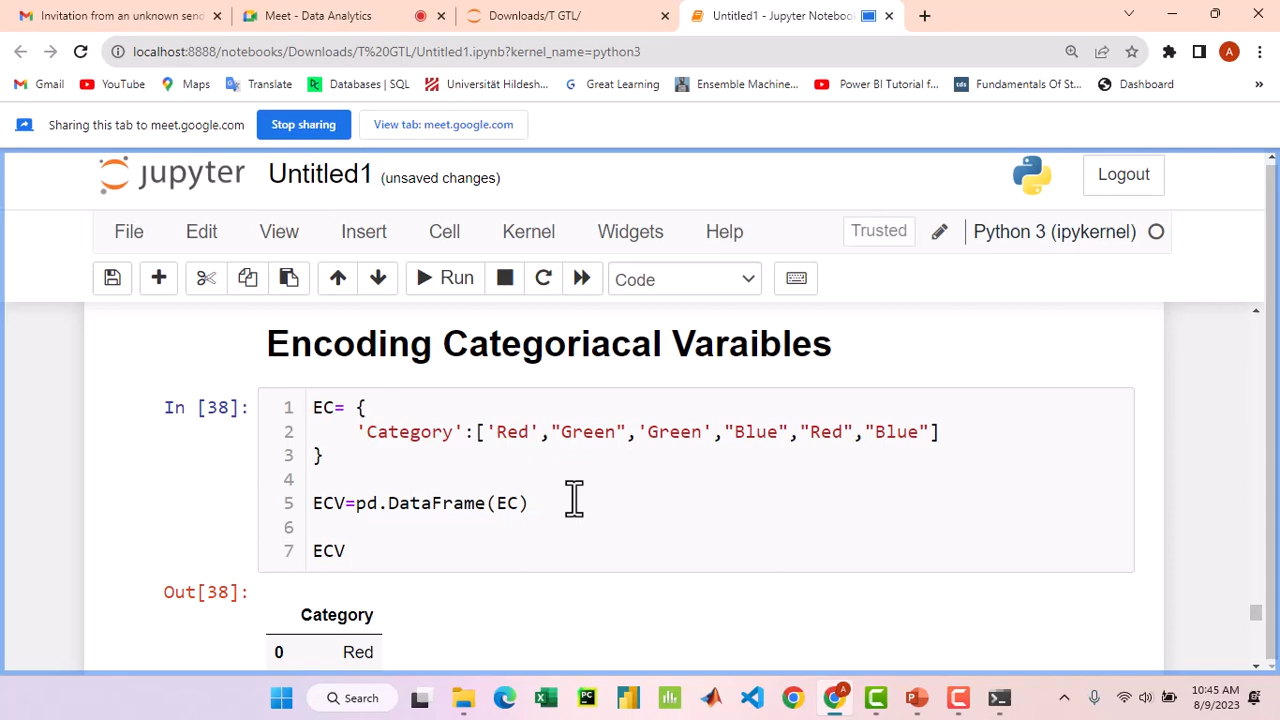 Invitation from an unknown send
Meet - Data Analytics
Downloads/T GTL/
Untitled1 - Jupyter Notebook
localhost:8888/notebooks/Downloads/T%20GTL/Untitled1.ipynb?kernel_name=python3
A
Gmail
YouTube
Maps
Translate
Databases | SQL
Universität Hildesh...
Great Learning
Ensemble Machine...
Power BI Tutorial f...
Fundamentals Of St...
Dashboard
»
Sharing this tab to meet.google.com
Stop sharing
View tab: meet.google.com
jupyter Untitled1 (unsaved changes)
Logout
File Edit View Insert Cell Kernel Widgets Help
Trusted
Python 3 (ipykernel)
Run
Code
Encoding Categoriacal Varaibles
In [38]:
1 EC= {
2 'Category':['Red',"Green",'Green',"Blue","Red","Blue"]
3 }
4
5 ECV=pd.DataFrame(EC)
6
7 ECV
Out[38]:
Category
0 Red
Search
10:45 AM
8/9/2023